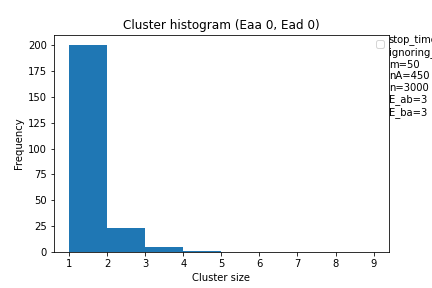 Cluster histogram (Eaa 0, Ead 0)
200
175
150
125
100
75
50
25
0
Frequency
1 2 3 4 5 6 7 8 9
Cluster size
m=50
nA=450
n=3000
E_ab=3
E_ba=3